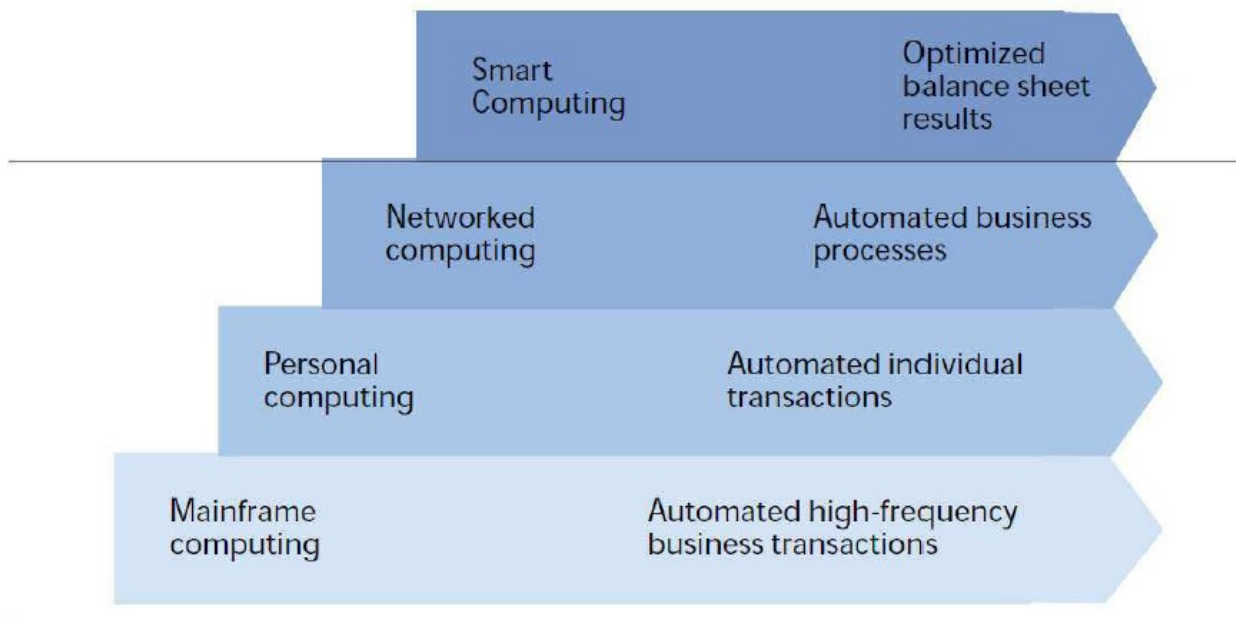 Smart
Computing
Optimized
balance sheet
results
Networked
computing
Automated business
processes
Personal
computing
Automated individual
transactions
Mainframe
computing
Automated high-frequency
business transactions